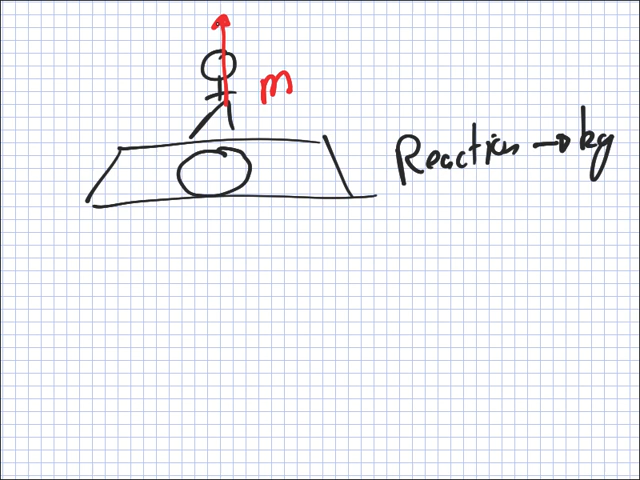 m
Reaction → kg